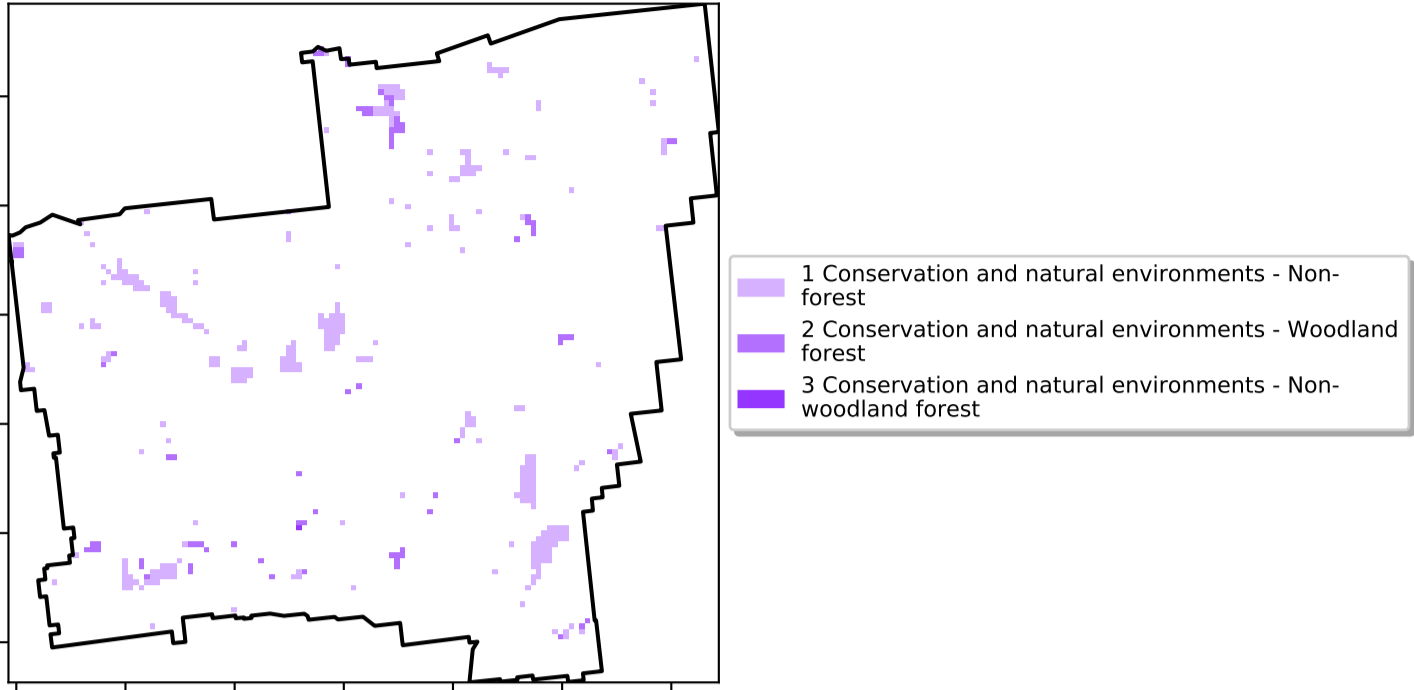 1 Conservation and natural environments - Non-
forest
2 Conservation and natural environments - Woodland
forest
3 Conservation and natural environments - Non-
woodland forest